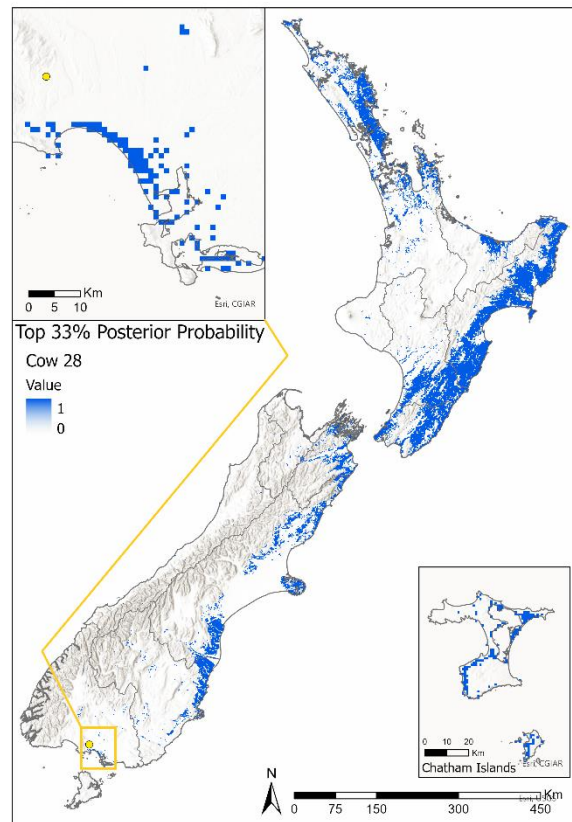 Km
0 5 10
Esri, CGIAR
Top 33% Posterior Probability
Cow 28
Value
1
0
0 10 20
Km
Esri, CGIAR
Chatham Islands
N
Km
0 75 150 300 450